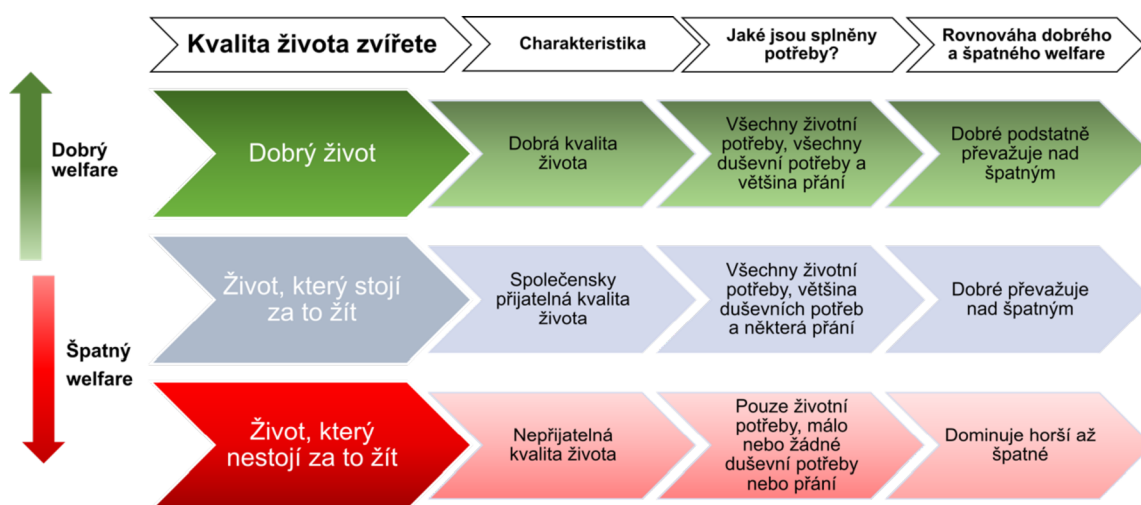 Kvalita života zvířete
Charakteristika
Jaké jsou splněny
potřeby?
Rovnováha dobrého
a špatného welfare
Dobrý
welfare
Dobrý život
Dobrá kvalita
života
Všechny životní
potřeby, všechny
duševní potřeby a
většina přání
Dobré podstatně
převažuje nad
špatným
Život, který stojí
za to žít
Společensky
přijatelná kvalita
života
Všechny životní
potřeby, většina
duševních potřeb
a některá přání
Dobré převažuje
nad špatným
Špatný
welfare
Život, který
nestojí za to žít
Nepřijatelná
kvalita života
Pouze životní
potřeby, málo
nebo žádné
duševní potřeby
nebo přání
Dominuje horší až
špatné